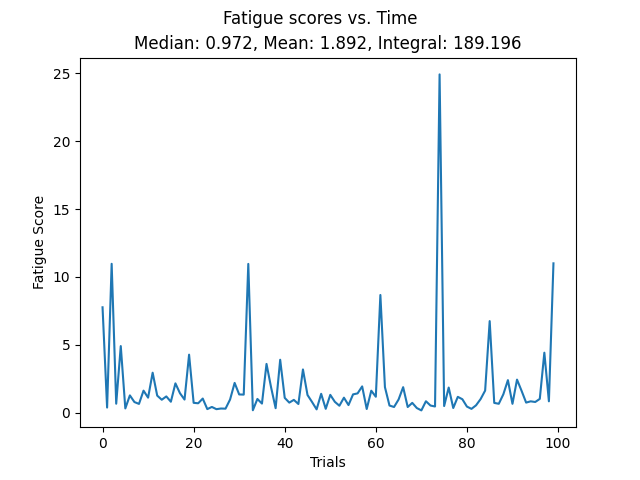 Fatigue scores vs. Time
Median: 0.972, Mean: 1.892, Integral: 189.196
25
20
15
10
5
0
Fatigue Score
0 20 40 60 80 100
Trials